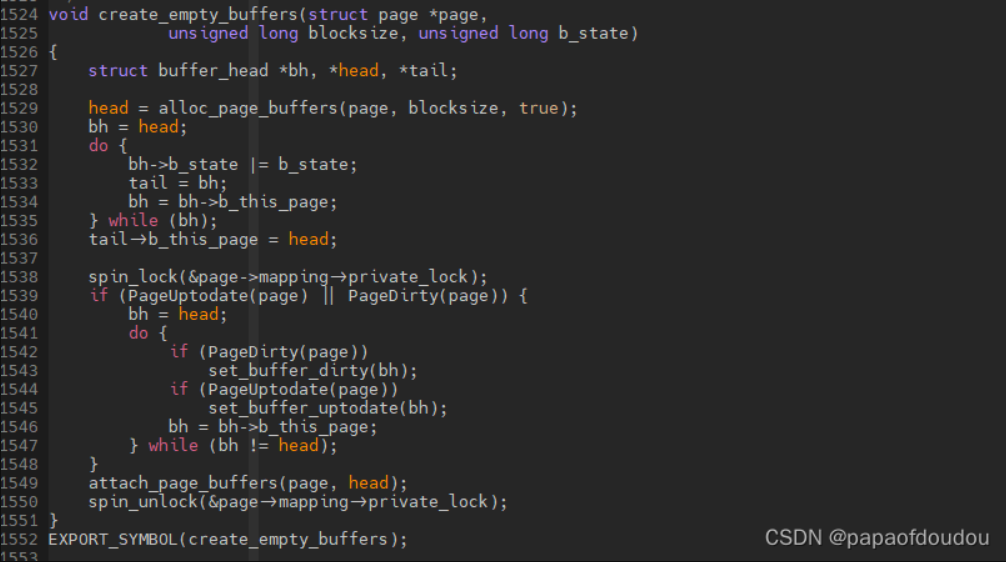 1524 void create_empty_buffers(struct page *page,
1525             unsigned long blocksize, unsigned long b_state)
1526 {
1527     struct buffer_head *bh, *head, *tail;
1528
1529     head = alloc_page_buffers(page, blocksize, true);
1530     bh = head;
1531     do {
1532         bh->b_state |= b_state;
1533         tail = bh;
1534         bh = bh->b_this_page;
1535     } while (bh);
1536     tail->b_this_page = head;
1537
1538     spin_lock(&page->mapping->private_lock);
1539     if (PageUptodate(page) || PageDirty(page)) {
1540         bh = head;
1541         do {
1542             if (PageDirty(page))
1543                 set_buffer_dirty(bh);
1544             if (PageUptodate(page))
1545                 set_buffer_uptodate(bh);
1546             bh = bh->b_this_page;
1547         } while (bh != head);
1548     }
1549     attach_page_buffers(page, head);
1550     spin_unlock(&page->mapping->private_lock);
1551 }
1552 EXPORT_SYMBOL(create_empty_buffers);
1553
CSDN @papaofdoudou